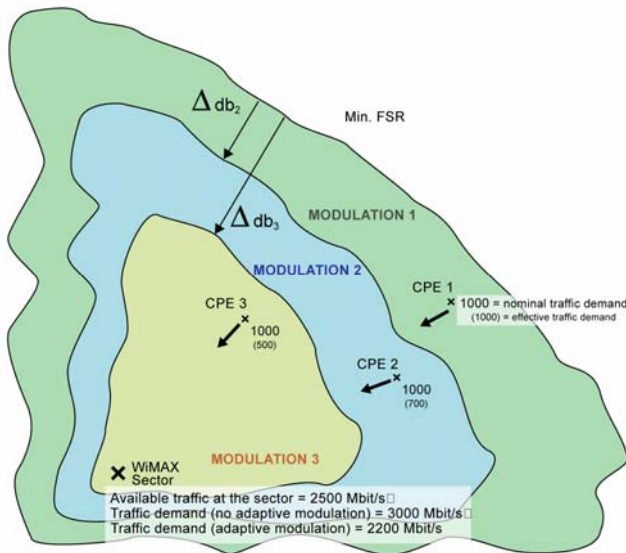 Δ db₂
Min. FSR
Δ db₃
MODULATION 1
MODULATION 2
CPE 1
1000 = nominal traffic demand
(1000) = effective traffic demand
CPE 3
1000
(500)
CPE 2
1000
(700)
MODULATION 3
WiMAX
Sector
Available traffic at the sector = 2500 Mbit/s□
Traffic demand (no adaptive modulation) = 3000 Mbit/s□
Traffic demand (adaptive modulation) = 2200 Mbit/s